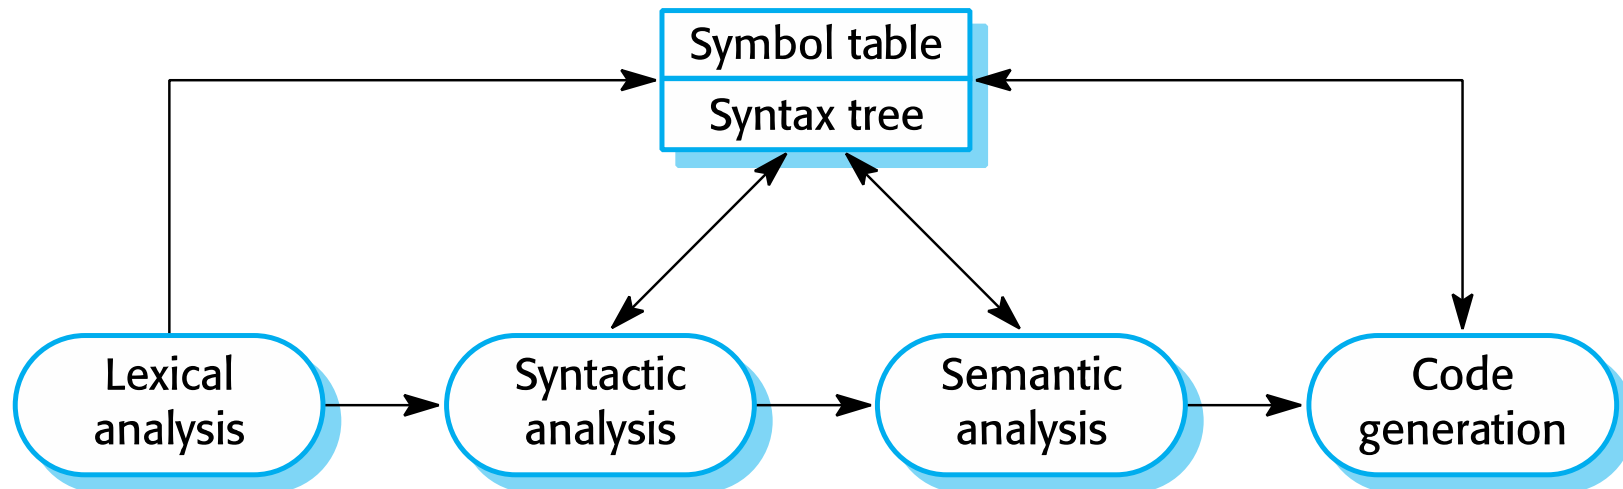 Symbol table
Syntax tree
Lexical
analysis
Syntactic
analysis
Semantic
analysis
Code
generation